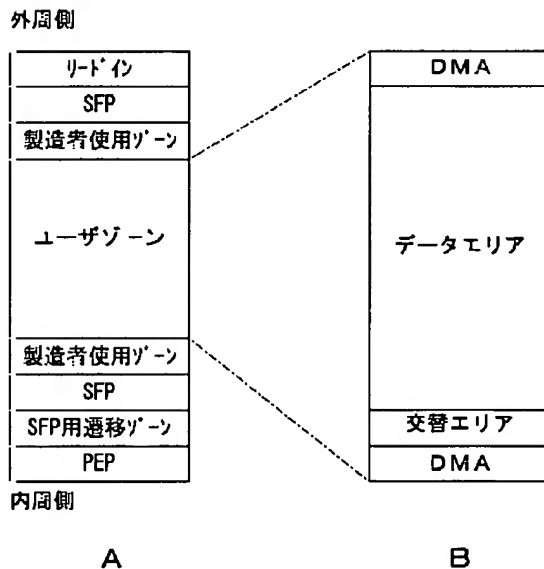 外周側
リードイン
SFP
製造者使用ゾーン
ユーザゾーン
製造者使用ゾーン
SFP
SFP用遷移ゾーン
PEP
内周側
A
DMA
データエリア
交替エリア
DMA
B